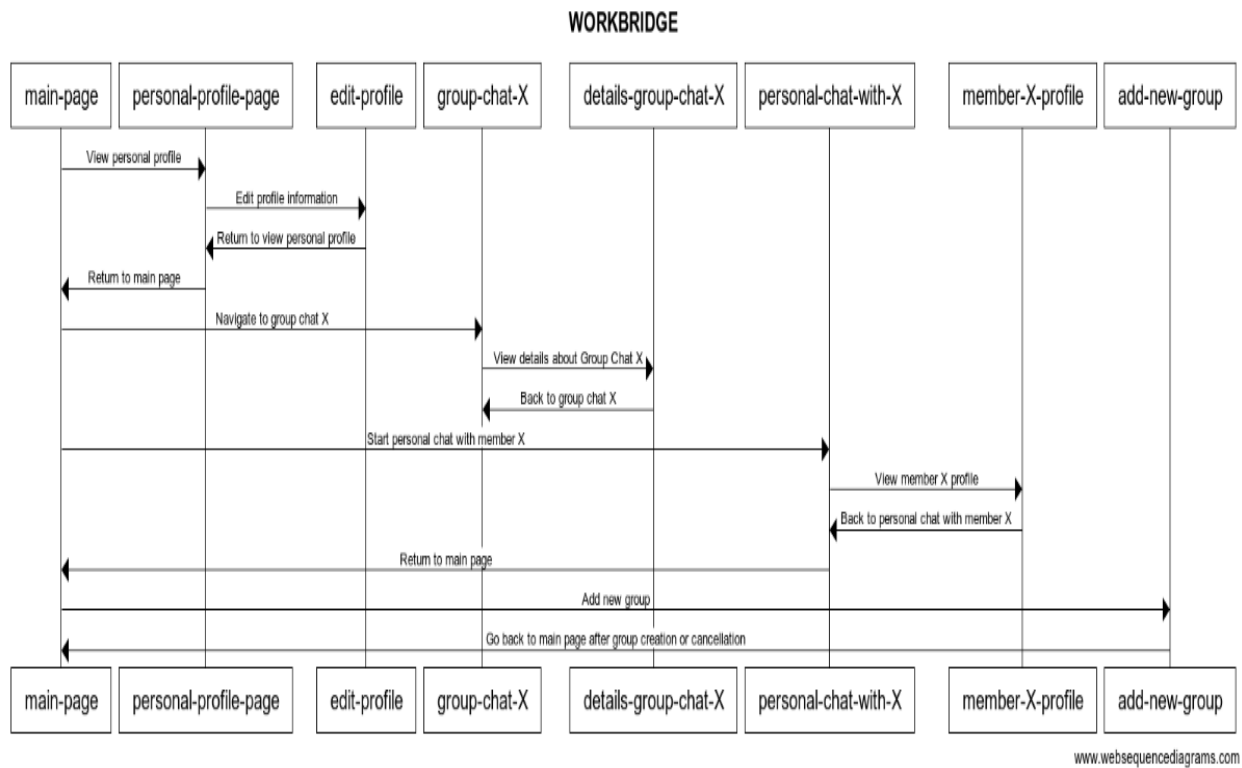 WORKBRIDGE
main-page personal-profile-page edit-profile group-chat-X details-group-chat-X personal-chat-with-X member-X-profile add-new-group
View personal profile
Edit profile information
Return to view personal profile
Return to main page
Navigate to group chat X
View details about Group Chat X
Back to group chat X
Start personal chat with member X
View member X profile
Back to personal chat with member X
Return to main page
Add new group
Go back to main page after group creation or cancellation
main-page personal-profile-page edit-profile group-chat-X details-group-chat-X personal-chat-with-X member-X-profile add-new-group
www.websequencediagrams.com